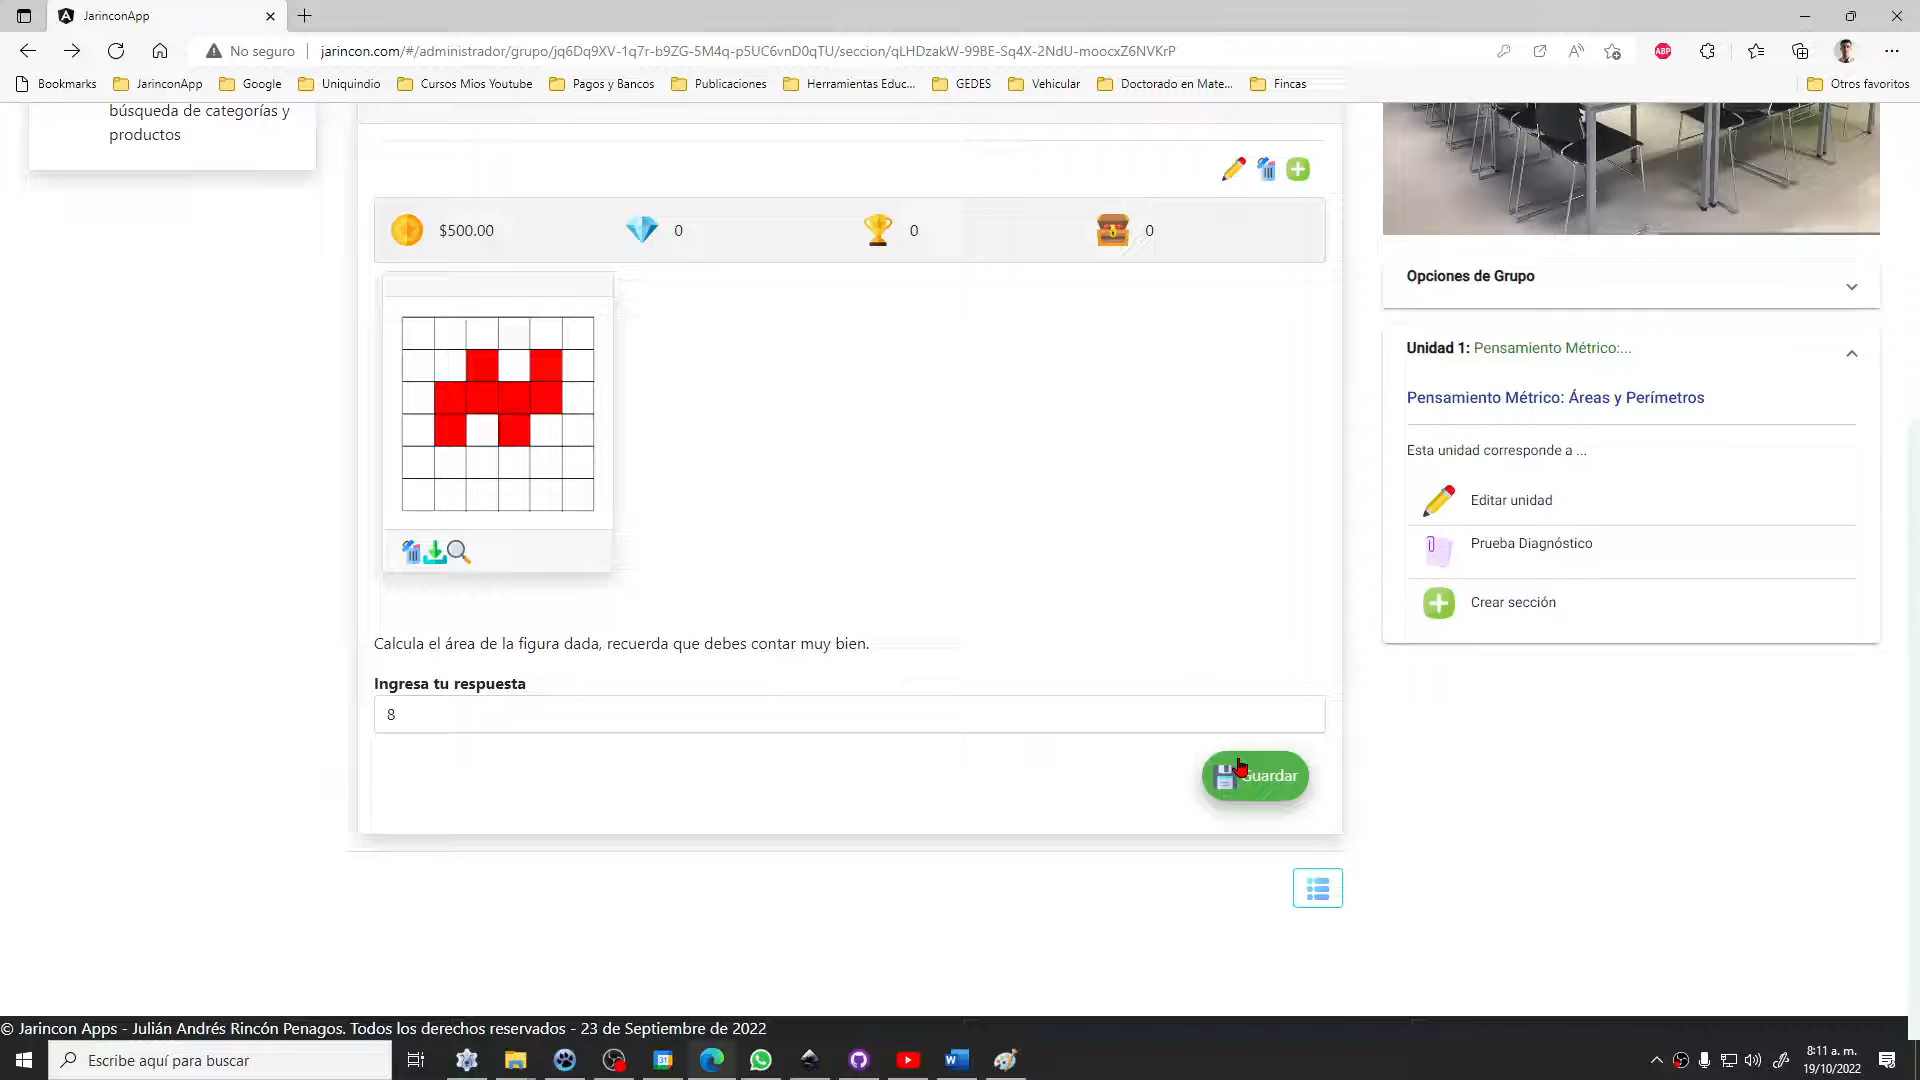 JarinconApp
No seguro
jarincon.com/#/administrador/grupo/jq6Dq9XV-1q7r-b9ZG-5M4q-p5UC6vnD0qTU/seccion/qLHDzakW-99BE-Sq4X-2NdU-moocxZ6NVKrP
ABP
Bookmarks
JarinconApp
Google
Uniquindio
Cursos Mios Youtube
Pagos y Bancos
Publicaciones
Herramientas Educ...
GEDES
Vehicular
Doctorado en Mate...
Fincas
Otros favoritos
búsqueda de categorías y
productos
$500.00
0
0
0
Calcula el área de la figura dada, recuerda que debes contar muy bien.
Ingresa tu respuesta
8
Guardar
Opciones de Grupo
Unidad 1: Pensamiento Métrico:...
Pensamiento Métrico: Áreas y Perímetros
Esta unidad corresponde a ...
Editar unidad
Prueba Diagnóstico
Crear sección
© Jarincon Apps - Julián Andrés Rincón Penagos. Todos los derechos reservados - 23 de Septiembre de 2022
Escribe aquí para buscar
8:11 a. m.
19/10/2022